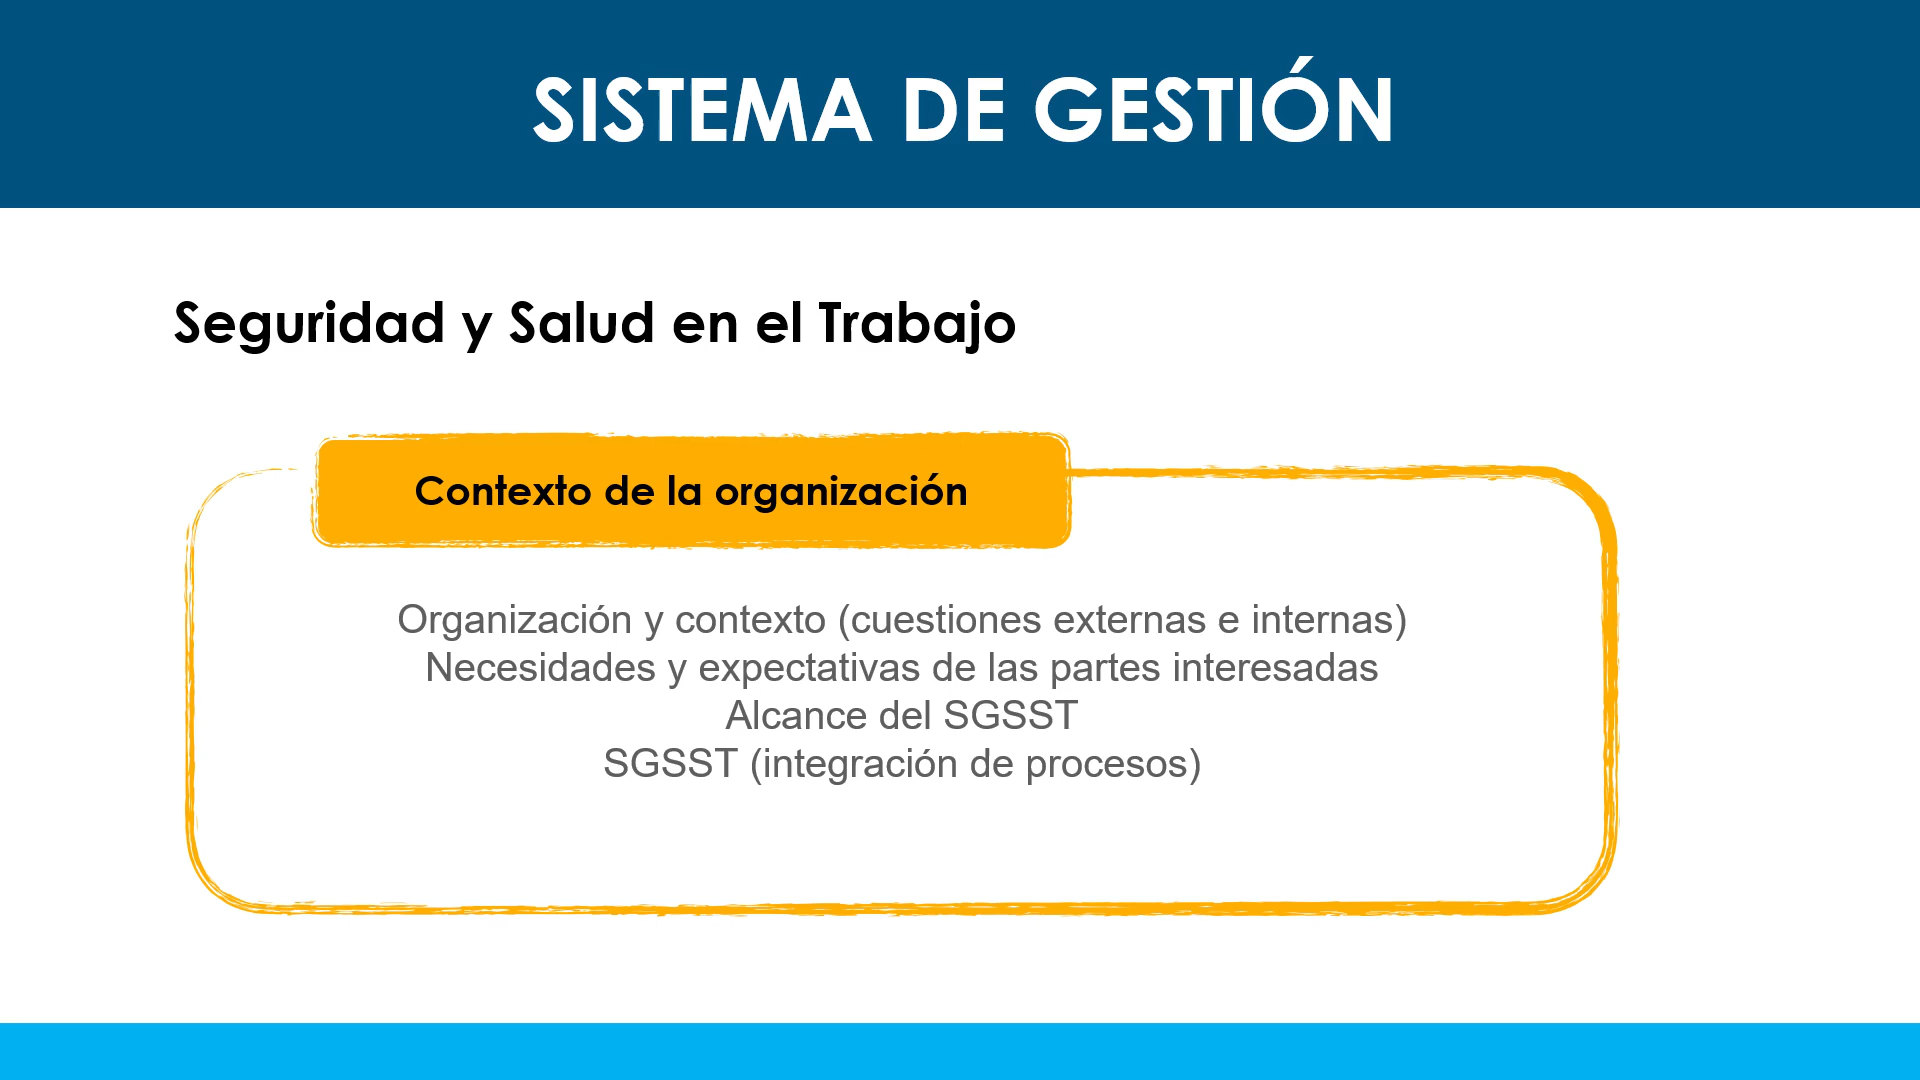 SISTEMA DE GESTIÓN
Seguridad y Salud en el Trabajo
Contexto de la organización
Organización y contexto (cuestiones externas e internas)
Necesidades y expectativas de las partes interesadas
Alcance del SGSST
SGSST (integración de procesos)